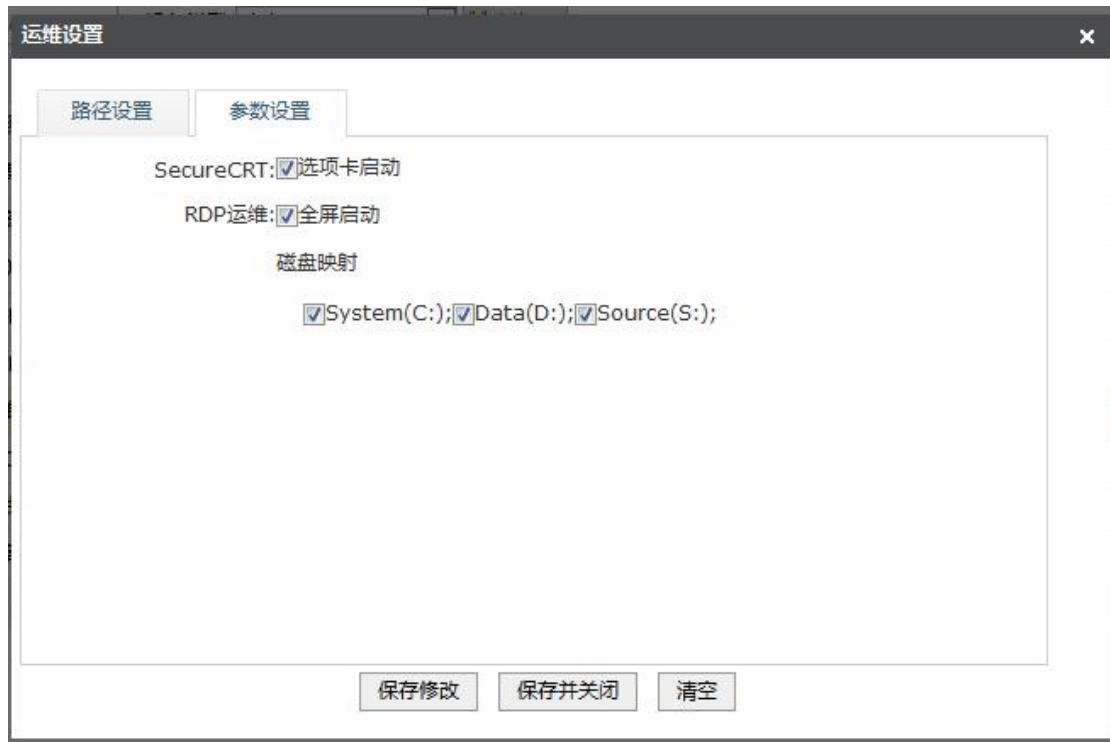 运维设置
路径设置 参数设置
SecureCRT:选项卡启动
RDP运维:全屏启动
磁盘映射
System(C:);Data(D:);Source(S:);
保存修改 保存并关闭 清空